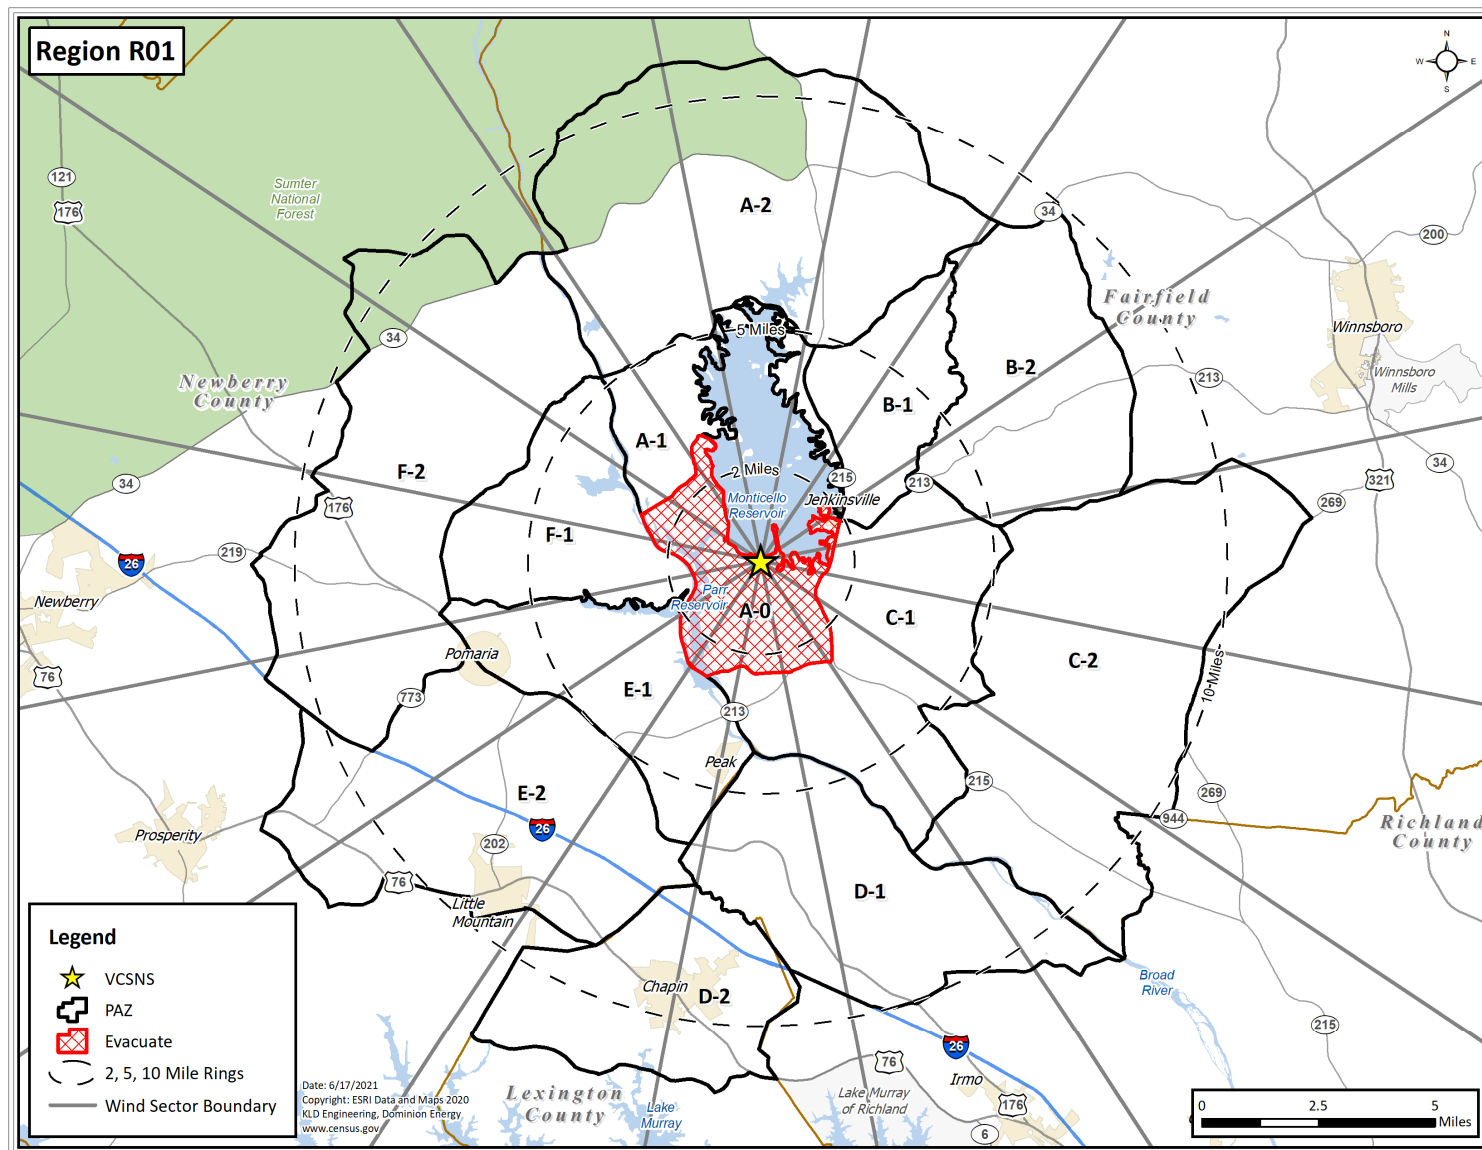 Region R01
N
W E
S
121
176
Sumter
National
Forest
A-2
34
200
Fairfield
County
Winnsboro
Winnsboro
Mills
34
Newberry
County
5 Miles
B-2
213
B-1
A-1
F-2
34
2 Miles
215
213
Jenkinsville
Monticello
Reservoir
321
34
269
176
F-1
219
26
Newberry
Parr
Reservoir
A-0
C-1
C-2
76
Pomaria
773
E-1
213
10 Miles
Peak
215
269
944
Richland
County
E-2
26
202
Prosperity
76
Little
Mountain
D-1
Chapin
D-2
Broad
River
215
26
76
Irmo
176
6
Lake Murray
of Richland
Lexington
County
Lake
Murray
Legend
VCSNS
PAZ
Evacuate
2, 5, 10 Mile Rings
Wind Sector Boundary
Date: 6/17/2021
Copyright: ESRI Data and Maps 2020
KLD Engineering, Dominion Energy
www.census.gov
0 2.5 5
Miles